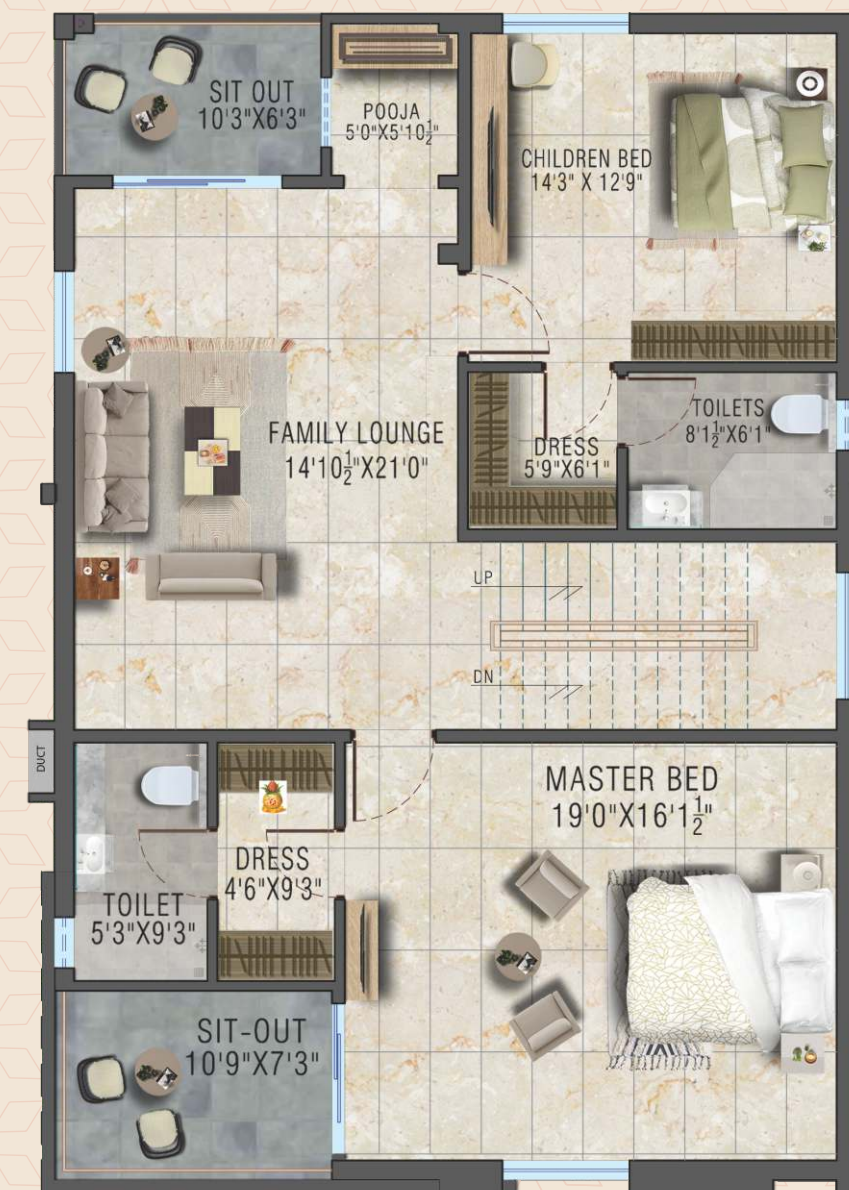 SIT OUT
10'3"X6'3"
POOJA
5'0"X5'10½"
CHILDREN BED
14'3" X 12'9"
FAMILY LOUNGE
14'10½"X21'0"
DRESS
5'9"X6'1"
TOILETS
8'1½"X6'1"
UP
DN
DUCT
MASTER BED
19'0"X16'1½"
DRESS
4'6"X9'3"
TOILET
5'3"X9'3"
SIT-OUT
10'9"X7'3"